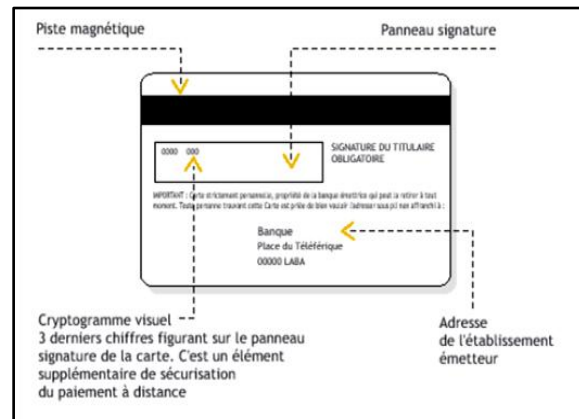 Piste magnétique
Panneau signature
0000 000
SIGNATURE DU TITULAIRE
OBLIGATOIRE
IMPORTANT : Carte strictement personnelle, propriété de la banque émettrice qui peut la retirer à tout
moment. Toute personne trouvant cette Carte est priée de bien vouloir l'adresser sous pli non affranchi à :
Banque
Place du Téléférique
00000 LABA
Cryptogramme visuel
3 derniers chiffres figurant sur le panneau
signature de la carte. C'est un élément
supplémentaire de sécurisation
du paiement à distance
Adresse
de l'établissement
émetteur